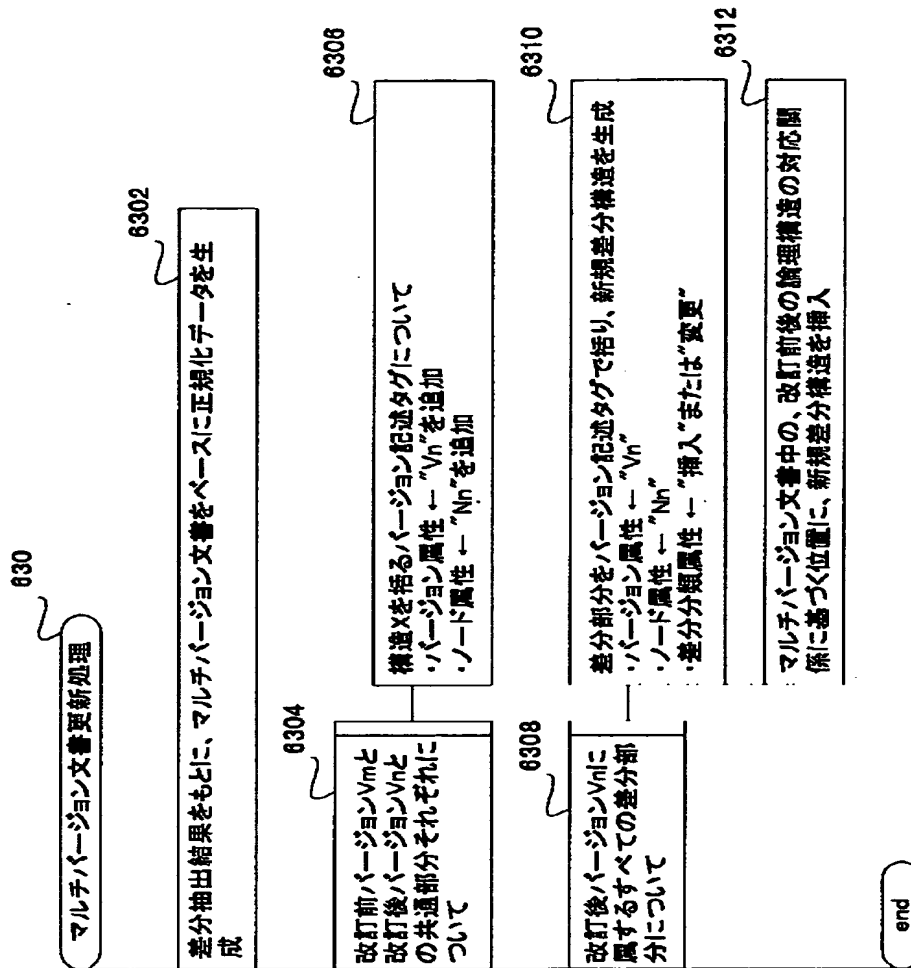 630
マルチバージョン文書更新処理
6302
差分抽出結果をもとに、マルチバージョン文書をベースに正規化データを生
成
6304
改訂前バージョンVmと
改訂後バージョンVnと
の共通部分それぞれに
ついて
6306
構造Xを括るバージョン記述タグについて
・バージョン属性 ← "Vn"を追加
・ノード属性 ← "Nn"を追加
6308
改訂後バージョンVnに
属するすべての差分部
分について
6310
差分部分をバージョン記述タグで括り、新規差分構造を生成
・バージョン属性 ← "Vn"
・ノード属性 ← "Nn"
・差分分類属性 ← "挿入"または"変更"
6312
マルチバージョン文書中の、改訂前後の論理構造の対応関
係に基づく位置に、新規差分構造を挿入
end